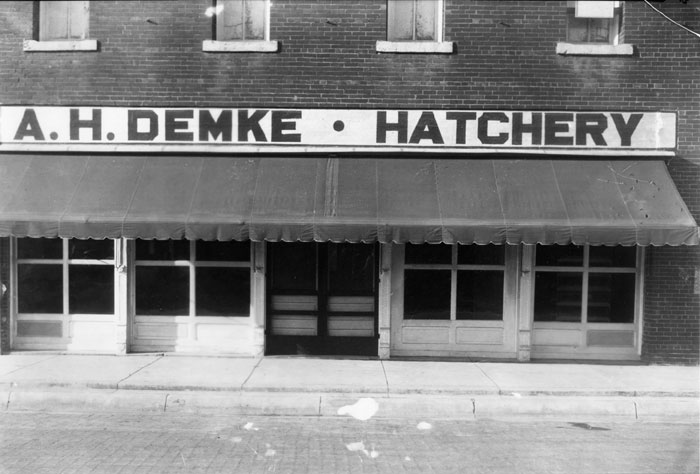 A. H. DEMKE • HATCHERY